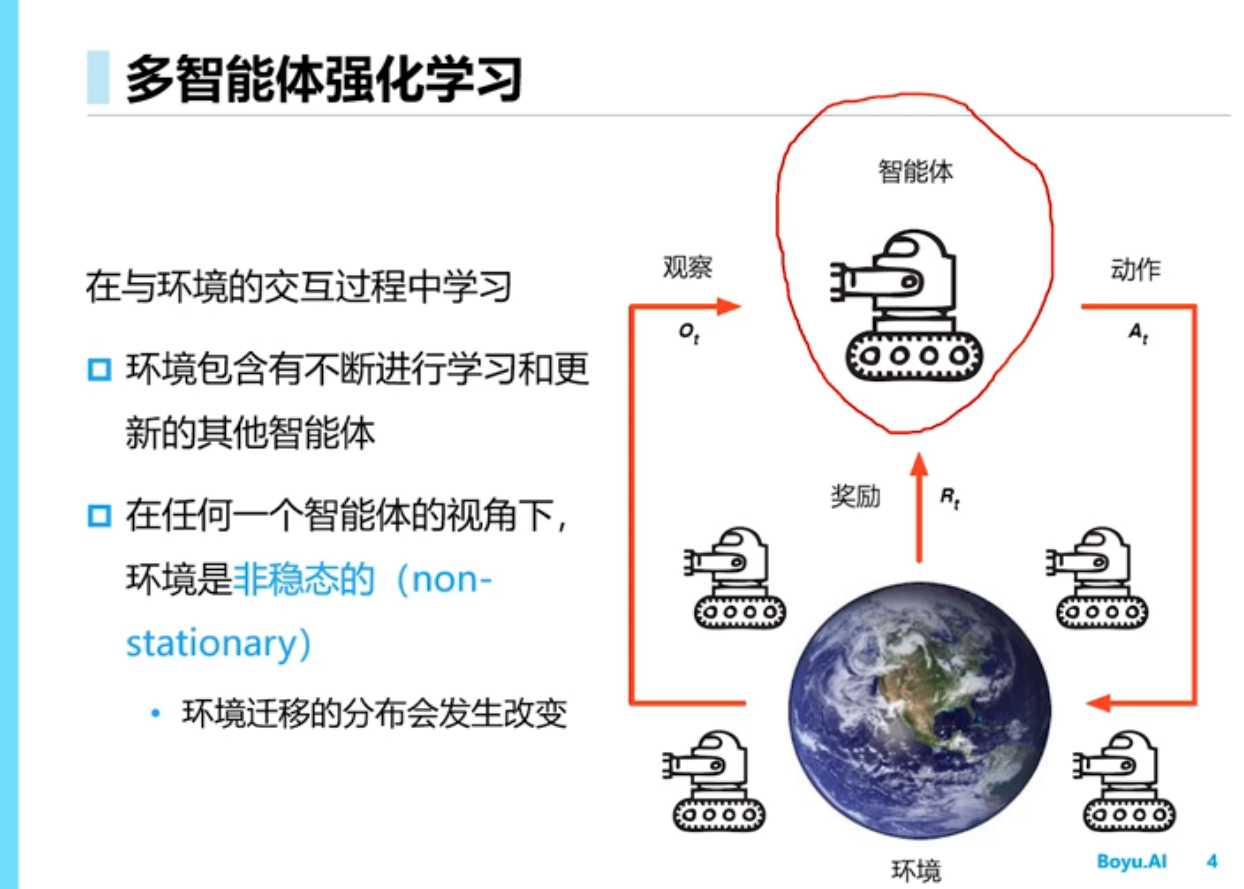 多智能体强化学习
智能体
观察
动作
Ot
At
在与环境的交互过程中学习
环境包含有不断进行学习和更
新的其他智能体
奖励
Rt
在任何一个智能体的视角下，
环境是非稳态的（non-
stationary）
• 环境迁移的分布会发生改变
环境
Boyu.AI 4